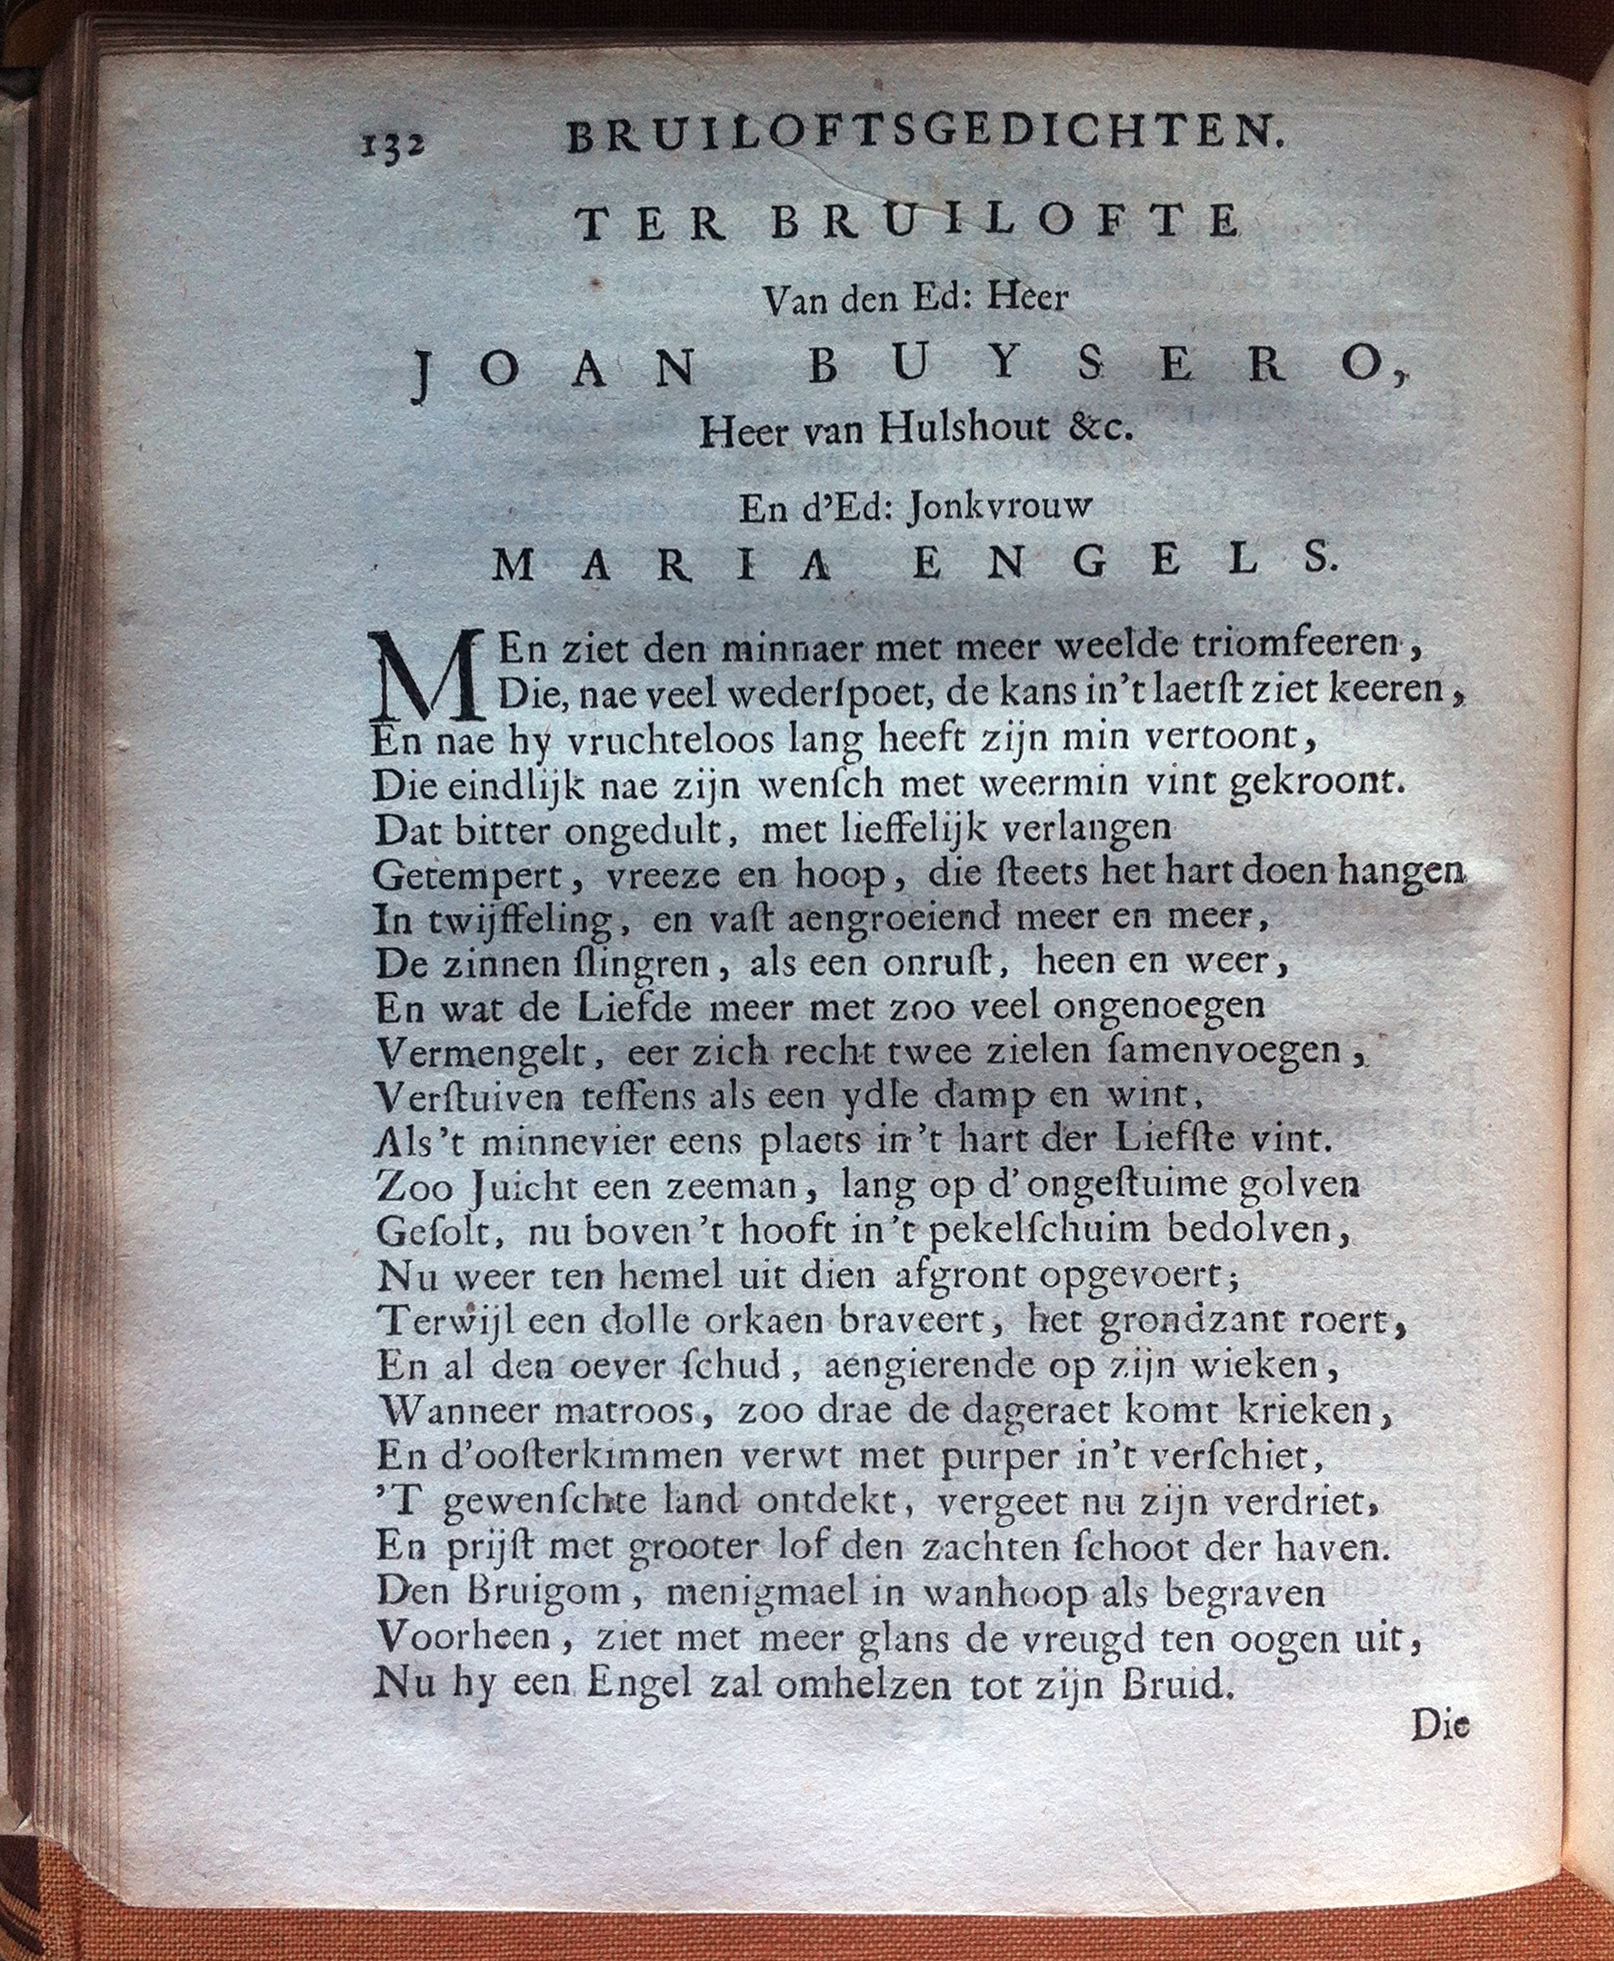 132 BRUILOFTSGEDICHTEN.
TER BRUILOFTE
Van den Ed: Heer
JOAN BUYSERO,
Heer van Hulshout &c.
En d'Ed: Jonkvrouw
MARIA ENGELS.
MEn ziet den minnaer met meer weelde triomfeeren,
Die, nae veel wederſpoet, de kans in't laetſt ziet keeren,
En nae hy vruchteloos lang heeft zijn min vertoont,
Die eindlijk nae zijn wenſch met weermin vint gekroont.
Dat bitter ongedult, met lieffelijk verlangen
Getempert, vreeze en hoop, die ſteets het hart doen hangen
In twijffeling, en vaſt aengroeiend meer en meer,
De zinnen ſlingren, als een onruſt, heen en weer,
En wat de Liefde meer met zoo veel ongenoegen
Vermengelt, eer zich recht twee zielen ſamenvoegen,
Verſtuiven teffens als een ydle damp en wint,
Als 't minnevier eens plaets in 't hart der Liefſte vint.
Zoo Juicht een zeeman, lang op d' ongeſtuime golven
Geſolt, nu boven 't hooft in 't pekelſchuim bedolven,
Nu weer ten hemel uit dien afgront opgevoert;
Terwijl een dolle orkaen braveert, het grondzant roert,
En al den oever ſchud, aengierende op zijn wieken,
Wanneer matroos, zoo drae de dageraet komt krieken,
En d'ooſterkimmen verwt met purper in't verſchiet,
'T gewenſchte land ontdekt, vergeet nu zijn verdriet,
En prijſt met grooter lof den zachten ſchoot der haven.
Den Bruigom, menigmael in wanhoop als begraven
Voorheen, ziet met meer glans de vreugd ten oogen uit,
Nu hy een Engel zal omhelzen tot zijn Bruid.
Die